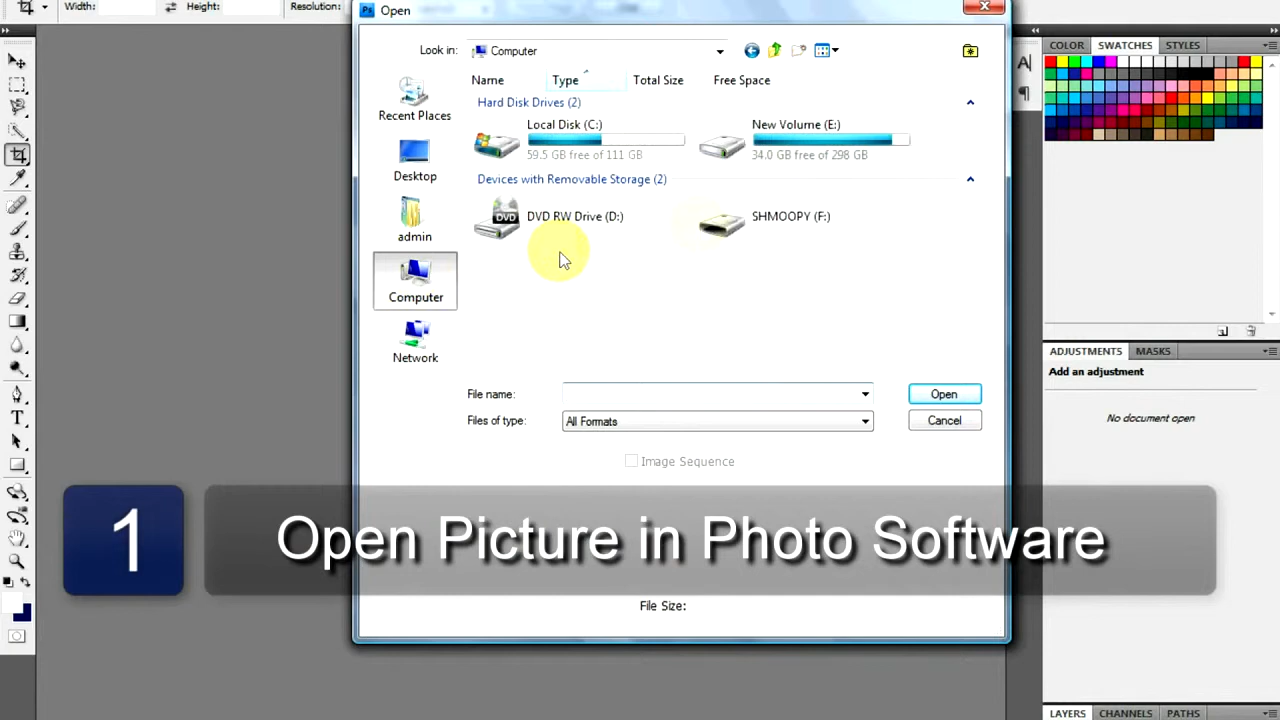 Width:
Height:
Resolution:
Ps Open
Look in: Computer
Name Type Total Size Free Space
Hard Disk Drives (2)
Local Disk (C:)
59.5 GB free of 111 GB
New Volume (E:)
34.0 GB free of 298 GB
Devices with Removable Storage (2)
DVD
DVD RW Drive (D:)
SHMOOPY (F:)
Recent Places
Desktop
admin
Computer
Network
File name:
Open
Files of type: All Formats
Cancel
Image Sequence
1 Open Picture in Photo Software
File Size:
COLOR SWATCHES STYLES
ADJUSTMENTS MASKS
Add an adjustment
No document open
LAYERS CHANNELS PATHS